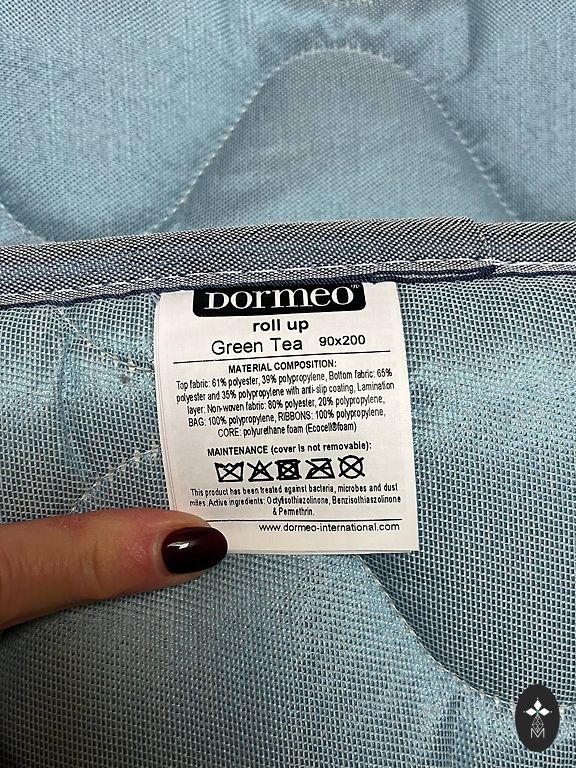 DORMEO
roll up
Green Tea 90x200
MATERIAL COMPOSITION:
Top fabric: 61% polyester, 39% polypropylene, Bottom fabric: 65%
polyester and 35% polypropylene with anti-slip coating, Lamination
layer: Non-woven fabric: 80% polyester, 20% polypropylene,
BAG: 100% polypropylene, RIBBONS: 100% polypropylene,
CORE: polyurethane foam (Ecocell®foam)
MAINTENANCE (cover is not removable):
This product has been treated against bacteria, microbes and dust
mites. Active ingredients: Octylisothiazolinone, Benzisothiaszolinone
& Permethrin.
www.dormeo-international.com
M